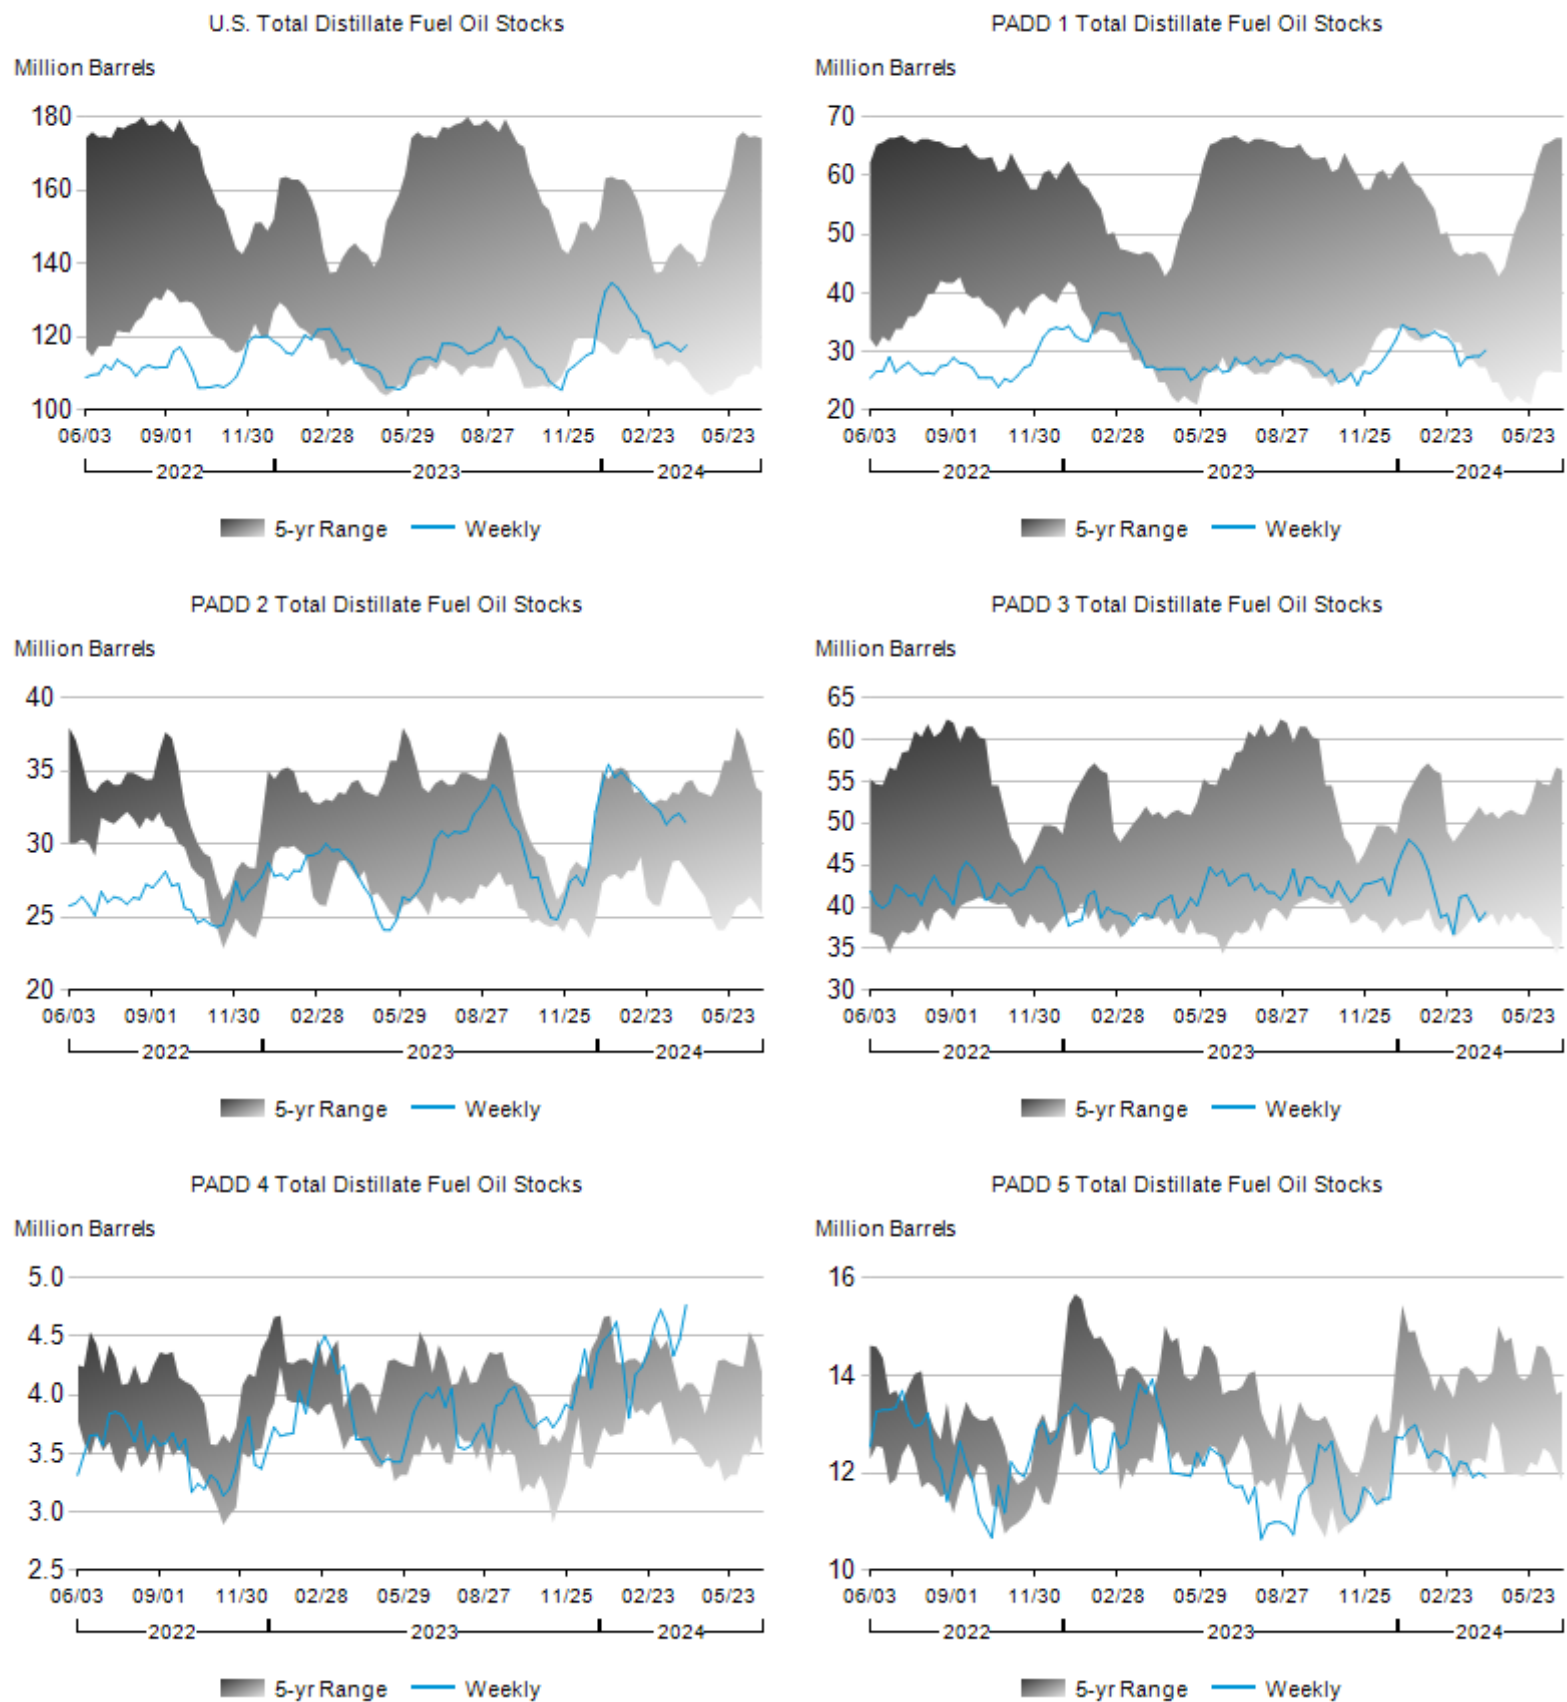 U.S. Total Distillate Fuel Oil Stocks
Million Barrels
180
160
140
120
100
06/03 09/01 11/30 02/28 05/29 08/27 11/25 02/23 05/23
2022 2023 2024
5-yr Range Weekly
PADD 1 Total Distillate Fuel Oil Stocks
Million Barrels
70
60
50
40
30
20
06/03 09/01 11/30 02/28 05/29 08/27 11/25 02/23 05/23
2022 2023 2024
5-yr Range Weekly
PADD 2 Total Distillate Fuel Oil Stocks
Million Barrels
40
35
30
25
20
06/03 09/01 11/30 02/28 05/29 08/27 11/25 02/23 05/23
2022 2023 2024
5-yr Range Weekly
PADD 3 Total Distillate Fuel Oil Stocks
Million Barrels
65
60
55
50
45
40
35
30
06/03 09/01 11/30 02/28 05/29 08/27 11/25 02/23 05/23
2022 2023 2024
5-yr Range Weekly
PADD 4 Total Distillate Fuel Oil Stocks
Million Barrels
5.0
4.5
4.0
3.5
3.0
2.5
06/03 09/01 11/30 02/28 05/29 08/27 11/25 02/23 05/23
2022 2023 2024
5-yr Range Weekly
PADD 5 Total Distillate Fuel Oil Stocks
Million Barrels
16
14
12
10
06/03 09/01 11/30 02/28 05/29 08/27 11/25 02/23 05/23
2022 2023 2024
5-yr Range Weekly